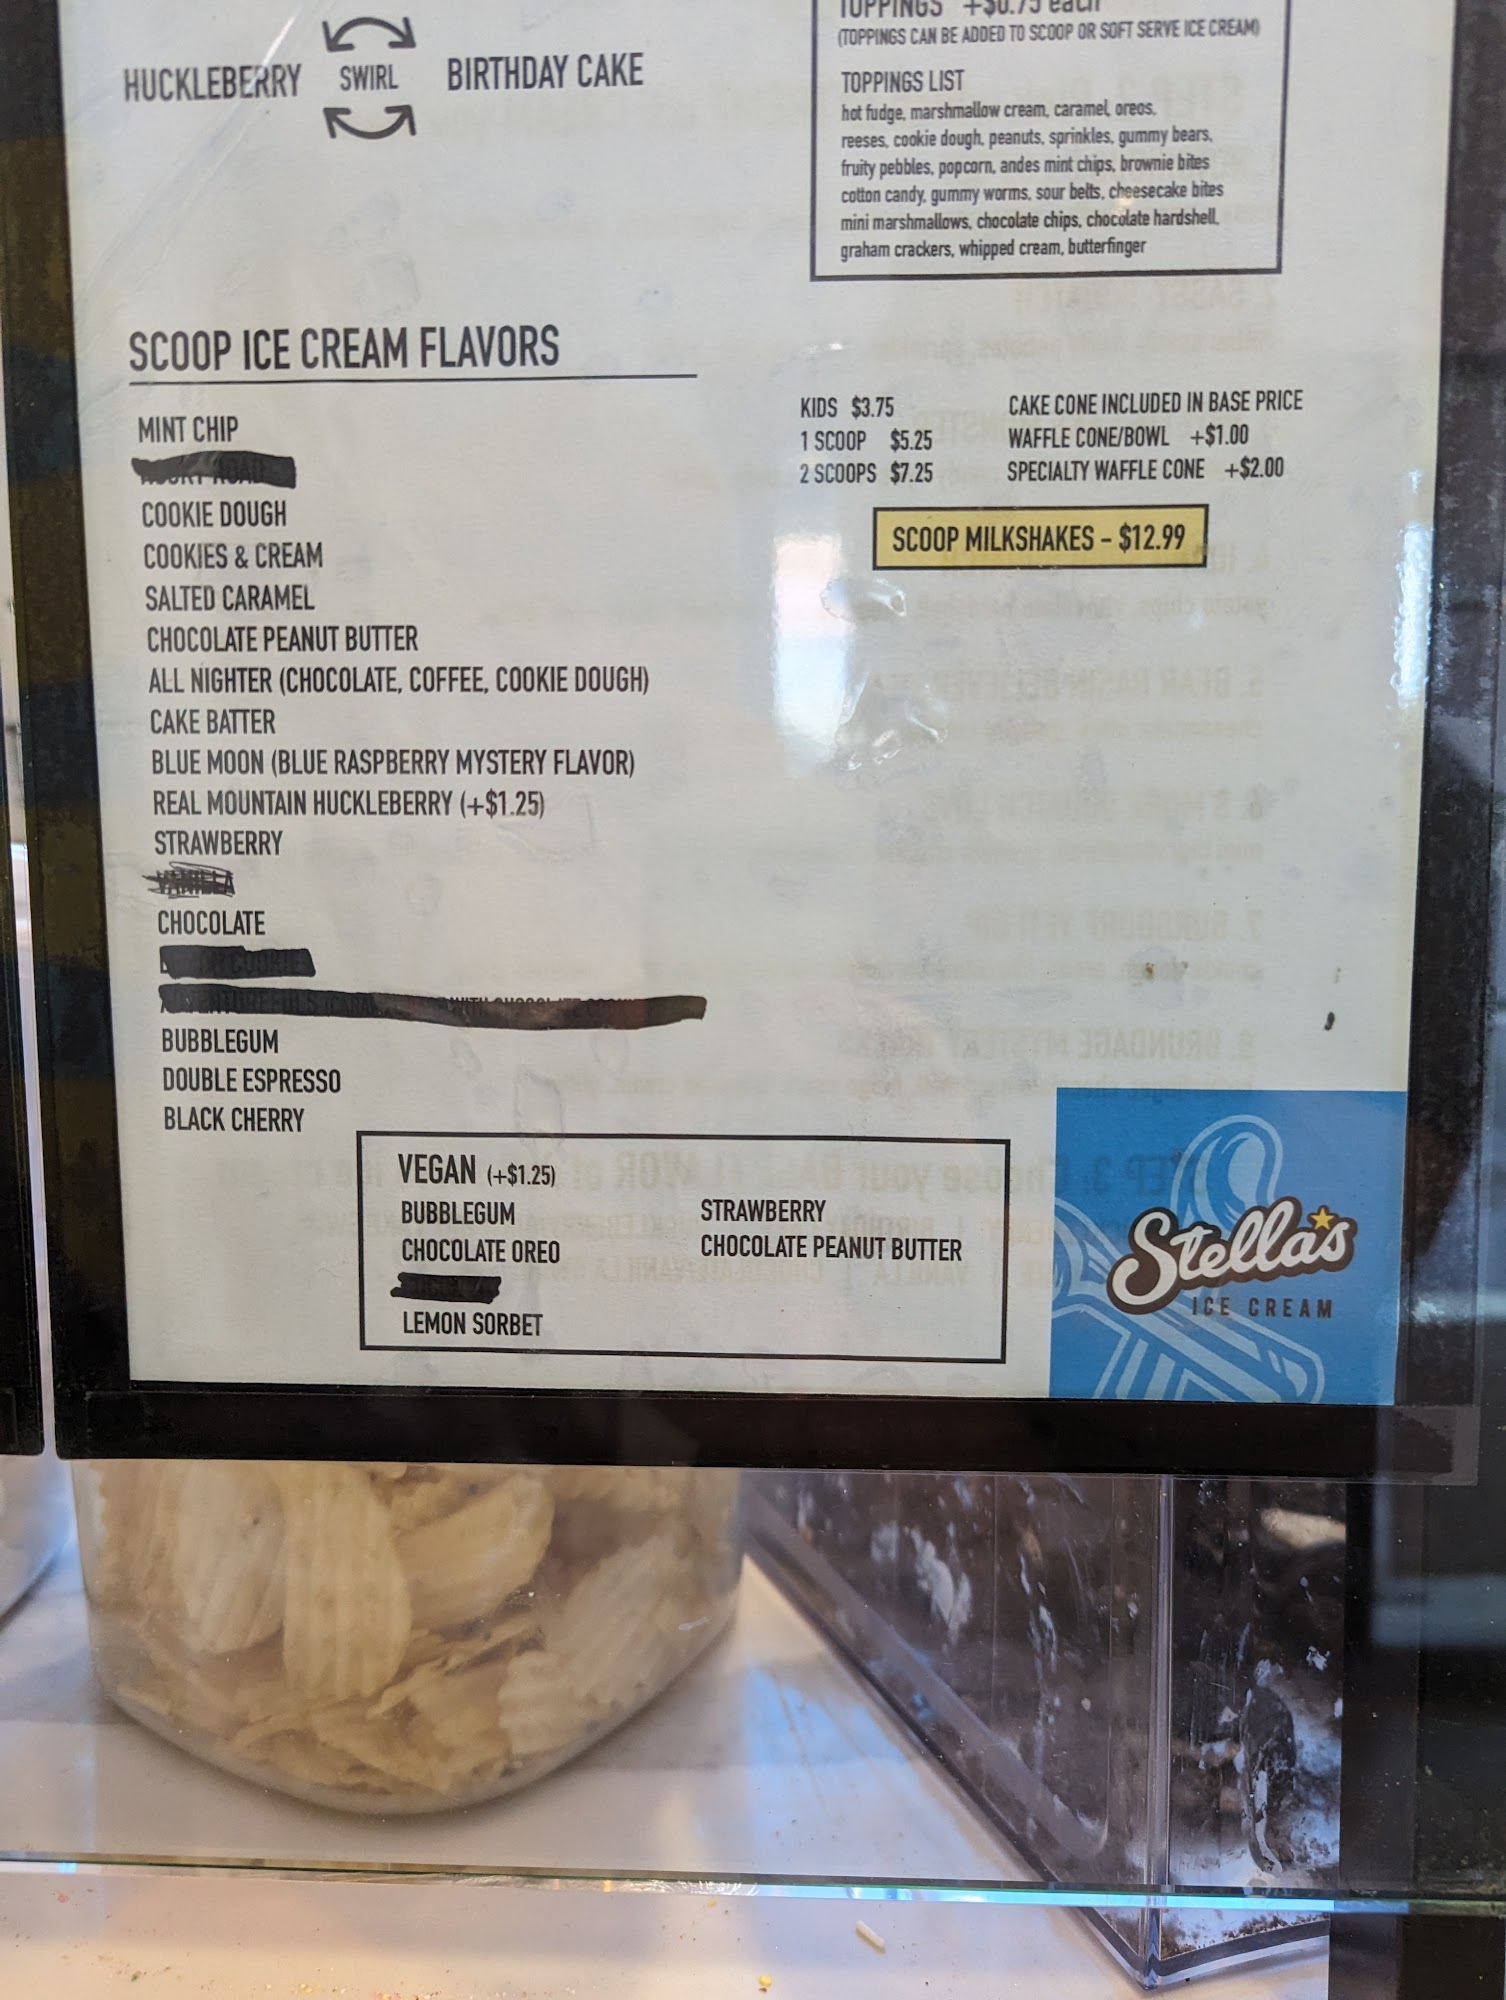 HUCKLEBERRY SWIRL BIRTHDAY CAKE
TOPPINGS +$0.75 each
(TOPPINGS CAN BE ADDED TO SCOOP OR SOFT SERVE ICE CREAM)
TOPPINGS LIST
hot fudge, marshmallow cream, caramel, oreos,
reeses, cookie dough, peanuts, sprinkles, gummy bears,
fruity pebbles, popcorn, andes mint chips, brownie bites
cotton candy, gummy worms, sour belts, cheesecake bites
mini marshmallows, chocolate chips, chocolate hardshell,
graham crackers, whipped cream, butterfinger
SCOOP ICE CREAM FLAVORS
MINT CHIP
ROCKY ROAD
COOKIE DOUGH
COOKIES & CREAM
SALTED CARAMEL
CHOCOLATE PEANUT BUTTER
ALL NIGHTER (CHOCOLATE, COFFEE, COOKIE DOUGH)
CAKE BATTER
BLUE MOON (BLUE RASPBERRY MYSTERY FLAVOR)
REAL MOUNTAIN HUCKLEBERRY (+$1.25)
STRAWBERRY
VANILLA
CHOCOLATE
BUBBLEGUM
DOUBLE ESPRESSO
BLACK CHERRY
KIDS $3.75
1 SCOOP $5.25
2 SCOOPS $7.25
CAKE CONE INCLUDED IN BASE PRICE
WAFFLE CONE/BOWL +$1.00
SPECIALTY WAFFLE CONE +$2.00
SCOOP MILKSHAKES - $12.99
VEGAN (+$1.25)
BUBBLEGUM
CHOCOLATE OREO
LEMON SORBET
STRAWBERRY
CHOCOLATE PEANUT BUTTER
Stella's
ICE CREAM